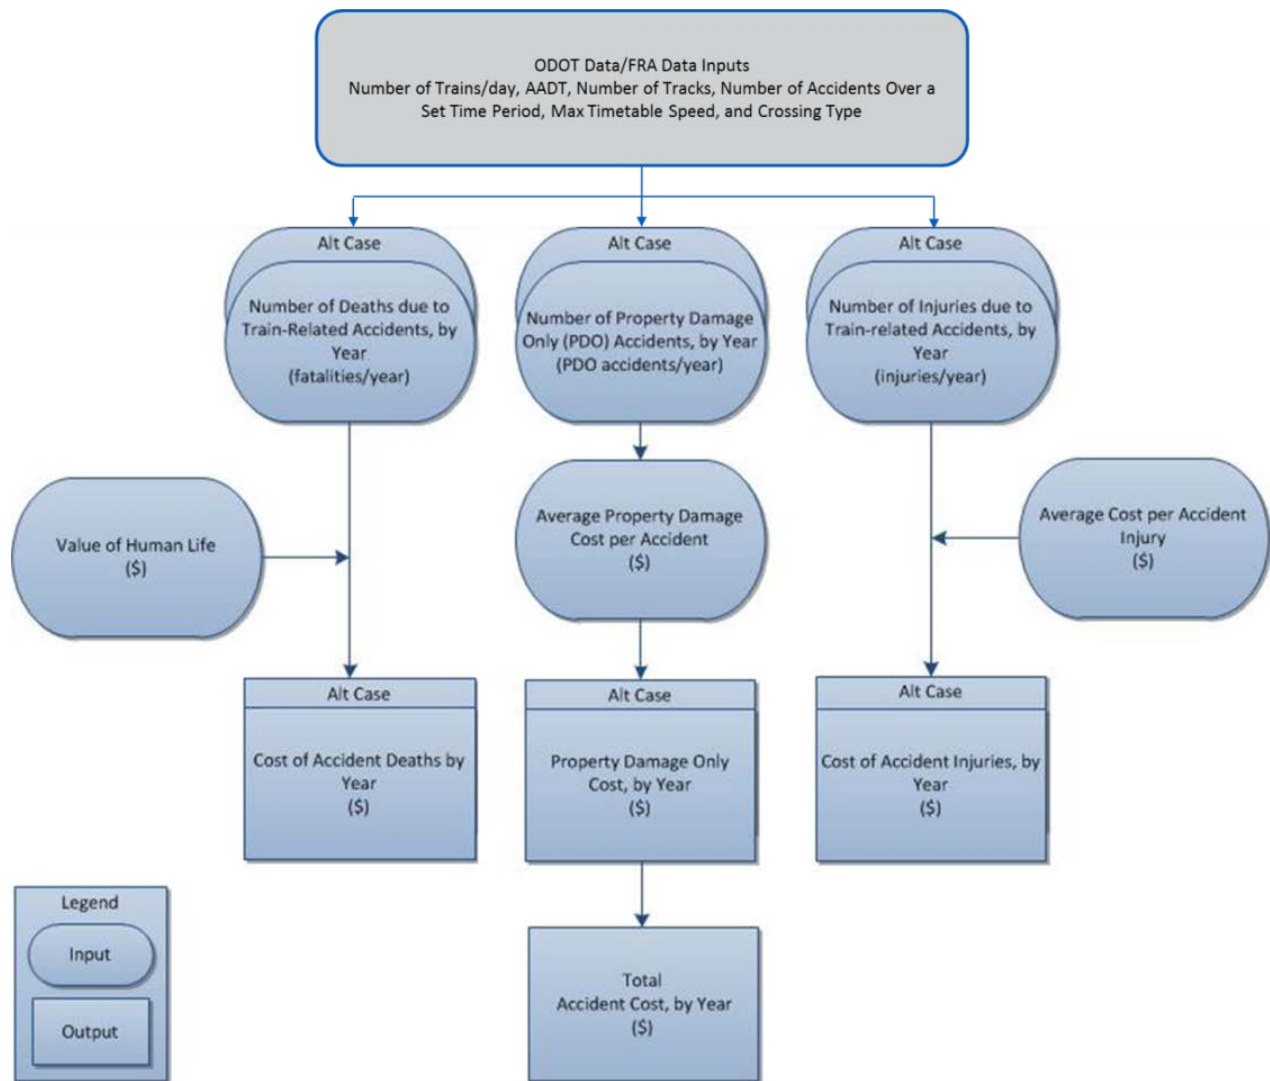 ODOT Data/FRA Data Inputs
Number of Trains/day, AADT, Number of Tracks, Number of Accidents Over a
Set Time Period, Max Timetable Speed, and Crossing Type
Alt Case
Number of Deaths due to
Train-Related Accidents, by
Year
(fatalities/year)
Alt Case
Number of Property Damage
Only (PDO) Accidents, by Year
(PDO accidents/year)
Alt Case
Number of Injuries due to
Train-related Accidents, by
Year
(injuries/year)
Value of Human Life
($)
Average Property Damage
Cost per Accident
($)
Average Cost per Accident
Injury
($)
Alt Case
Cost of Accident Deaths by
Year
($)
Alt Case
Property Damage Only
Cost, by Year
($)
Alt Case
Cost of Accident Injuries, by
Year
($)
Legend
Input
Output
Total
Accident Cost, by Year
($)